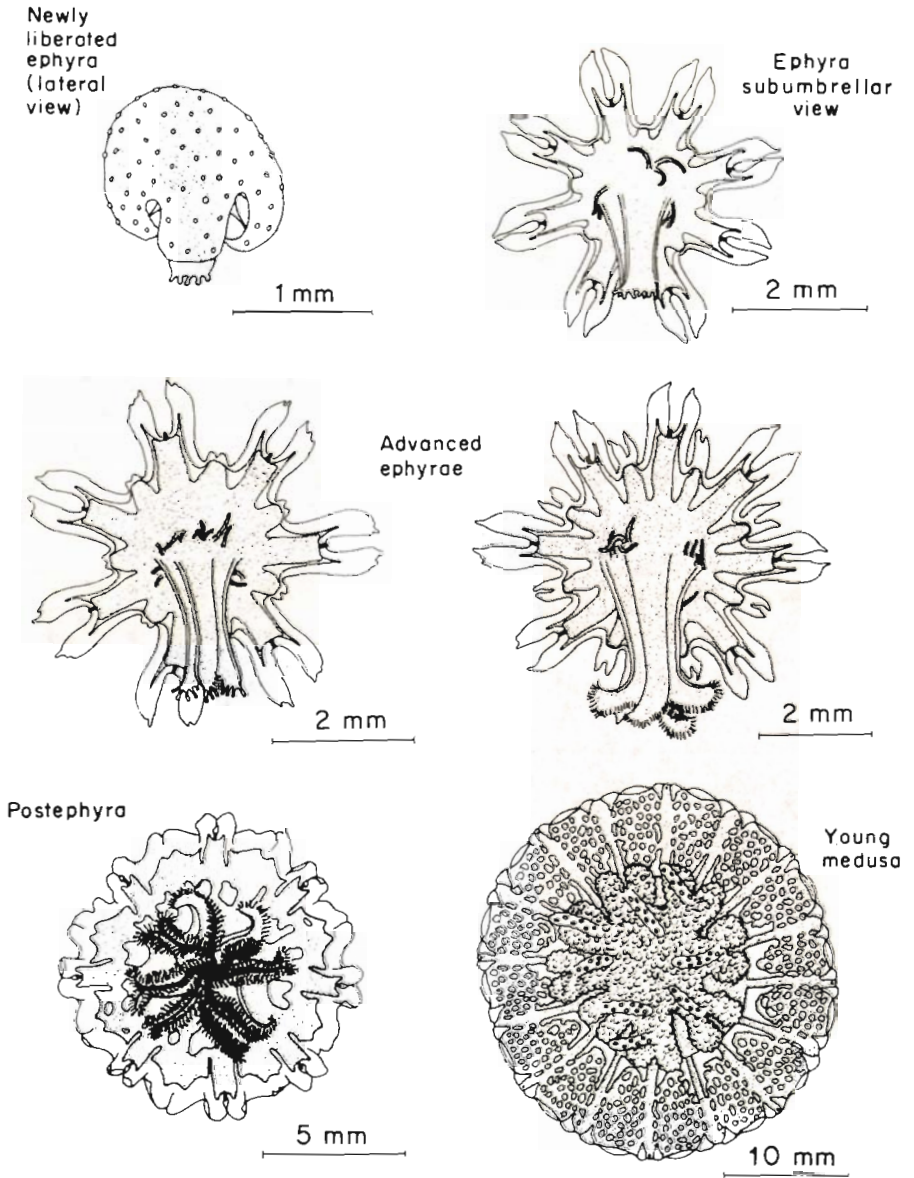 Newly
liberated
ephyra
(lateral
view)
Ephyra
subumbrellar
view
1 mm
2 mm
Advanced
ephyrae
2 mm
2 mm
Postephyra
Young
medusa
5 mm
10 mm